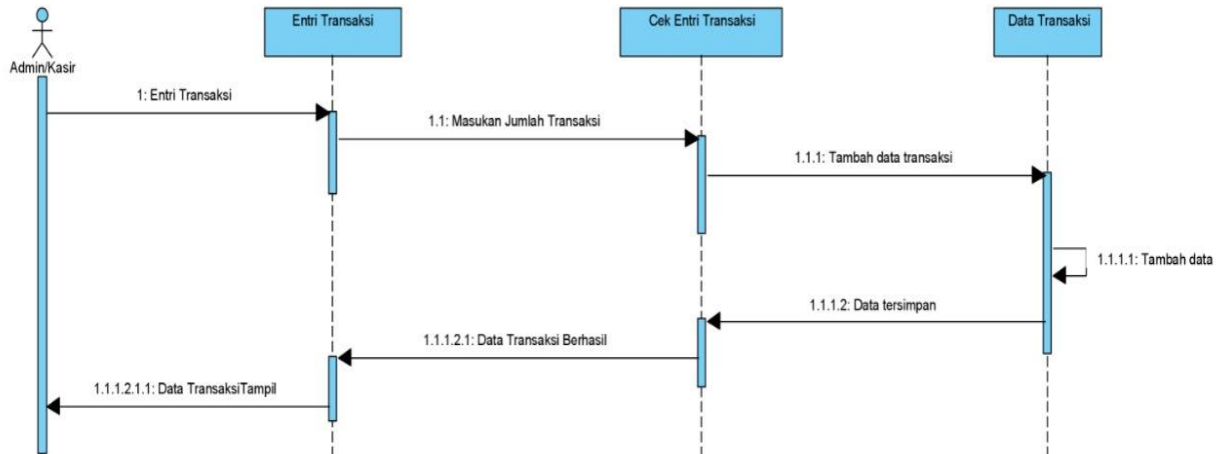 Entri Transaksi
Cek Entri Transaksi
Data Transaksi
Admin/Kasir
1: Entri Transaksi
1.1: Masukan Jumlah Transaksi
1.1.1: Tambah data transaksi
1.1.1.1: Tambah data
1.1.1.2: Data tersimpan
1.1.1.2.1: Data Transaksi Berhasil
1.1.1.2.1.1: Data TransaksiTampil